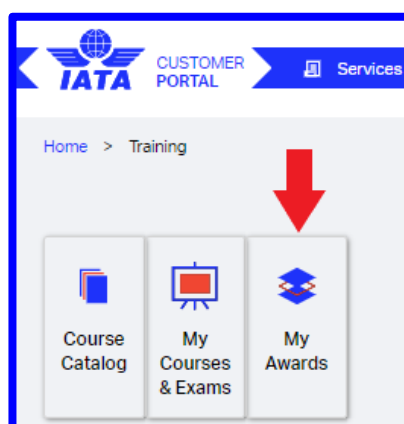 IATA
CUSTOMER
PORTAL
Services
Home > Training
Course
Catalog
My
Courses
& Exams
My
Awards